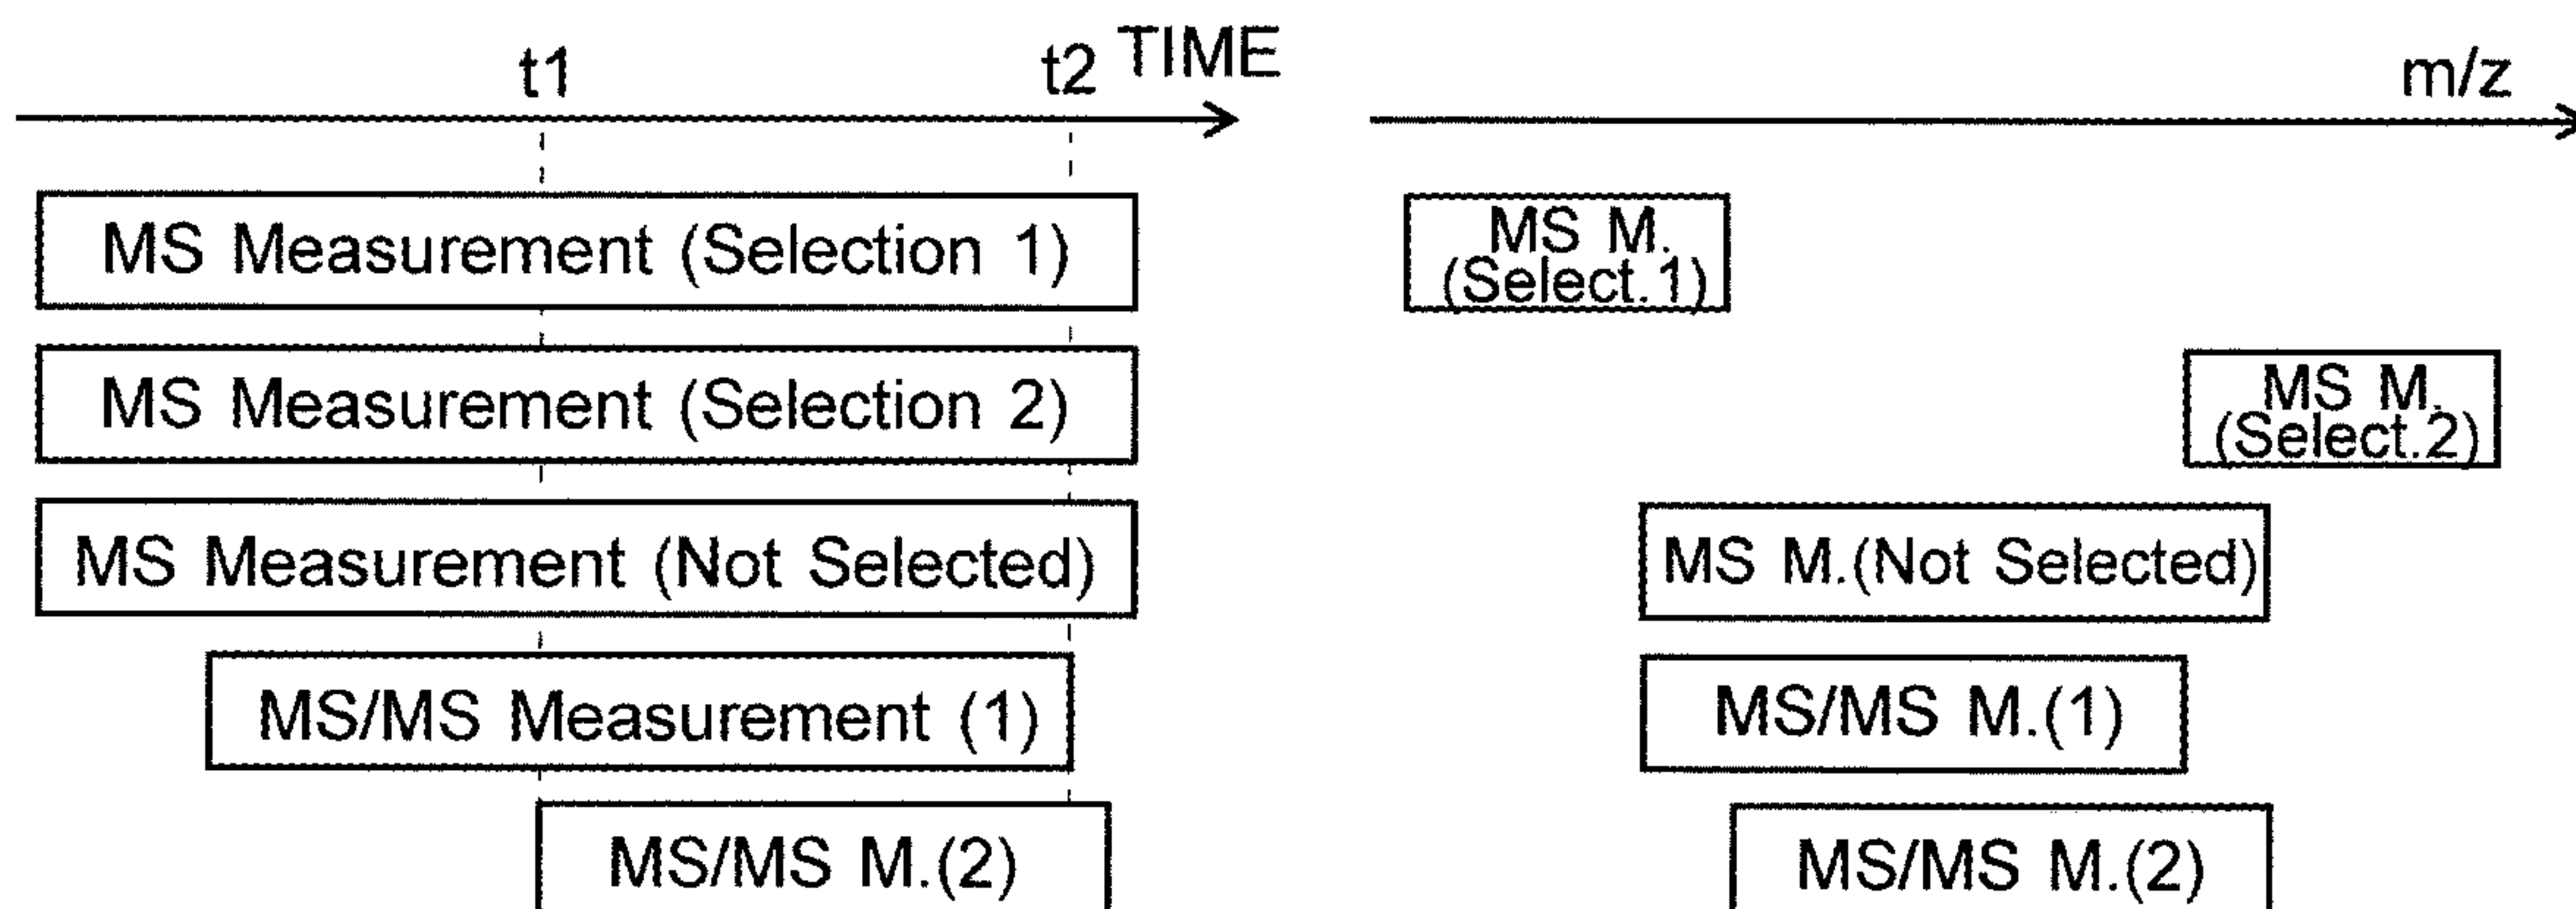 t1
t2
TIME
m/z
MS Measurement (Selection 1)
MS M.
(Select.1)
MS Measurement (Selection 2)
MS M.
(Select.2)
MS Measurement (Not Selected)
MS M.(Not Selected)
MS/MS Measurement (1)
MS/MS M.(1)
MS/MS M.(2)
MS/MS M.(2)